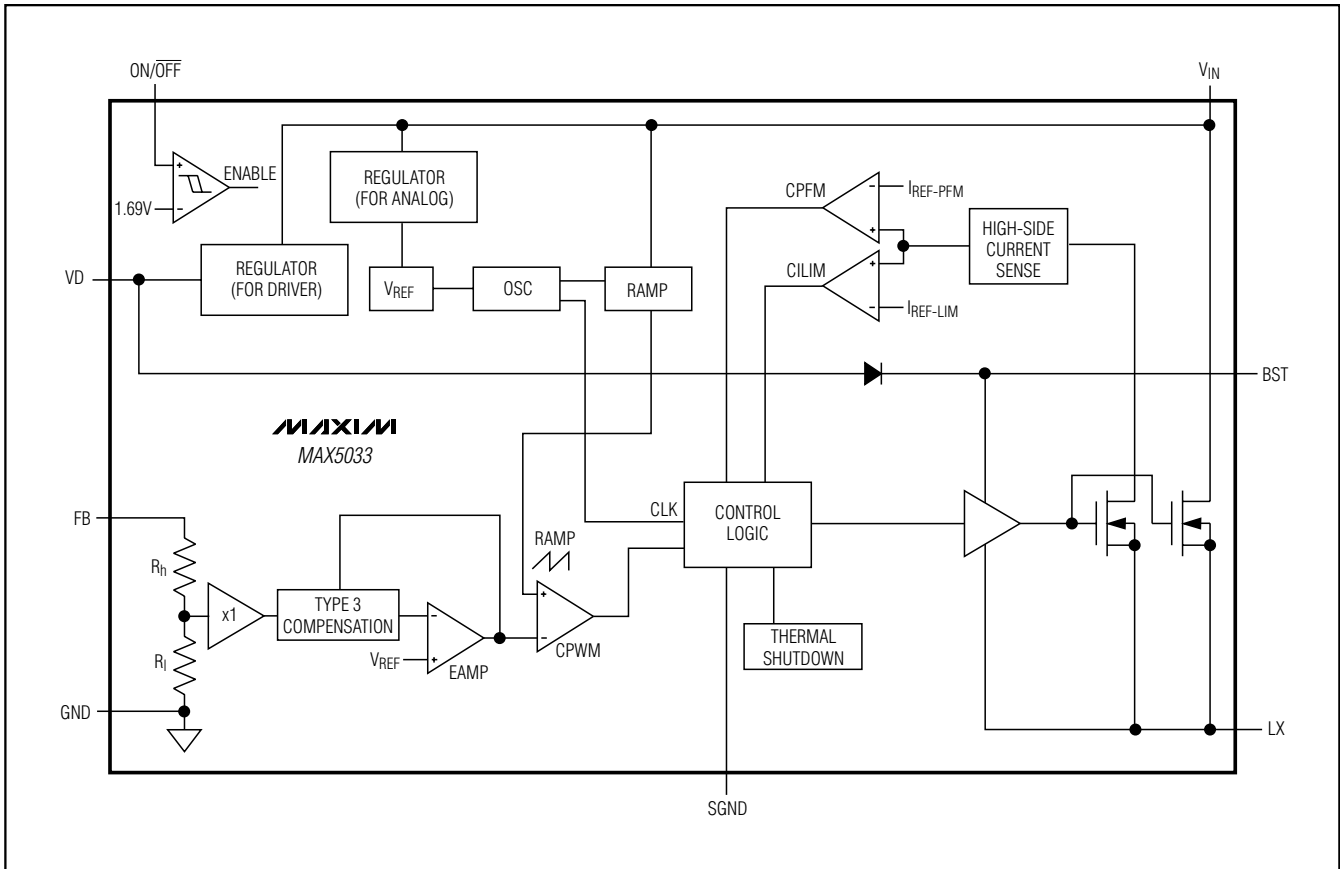 ON/OFF
VIN
ENABLE
1.69V
REGULATOR
(FOR ANALOG)
CPFM
IREF-PFM
HIGH-SIDE
CURRENT
SENSE
VD
REGULATOR
(FOR DRIVER)
VREF
OSC
RAMP
CILIM
IREF-LIM
BST
MAXIM
MAX5033
FB
CLK
CONTROL
LOGIC
RAMP
Rh
x1
TYPE 3
COMPENSATION
THERMAL
SHUTDOWN
Rl
VREF
EAMP
CPWM
GND
LX
SGND
+
−
−
+
+
−
−
+
+
−